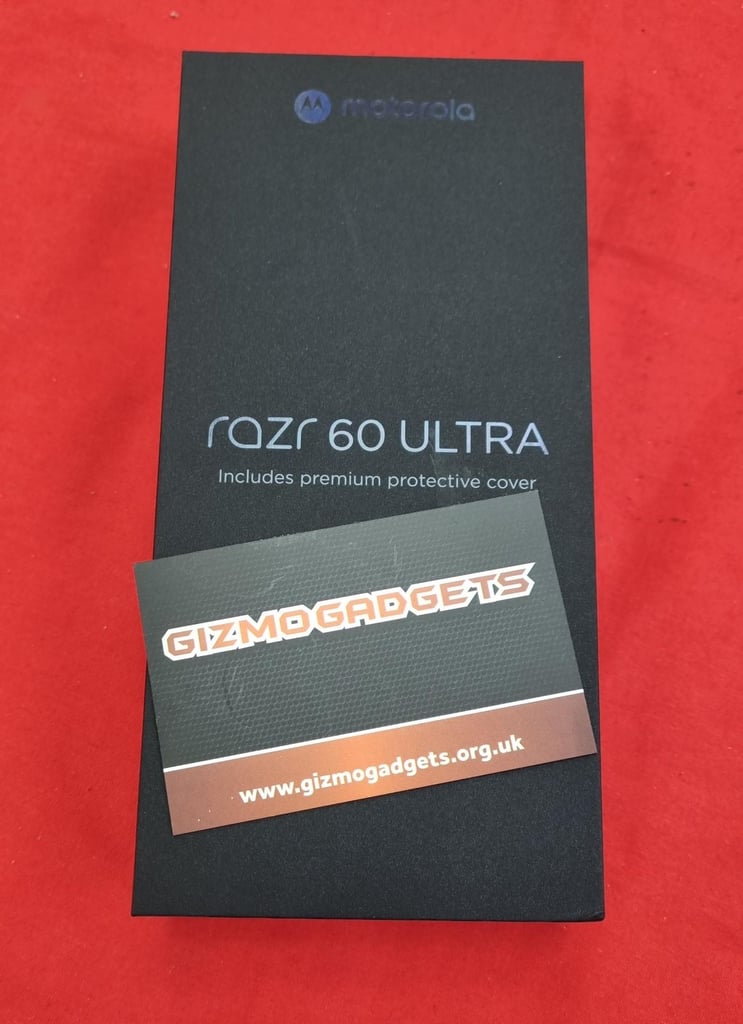 motorola
razr 60 ULTRA
Includes premium protective cover
GIZMOGADGETS
www.gizmogadgets.org.uk